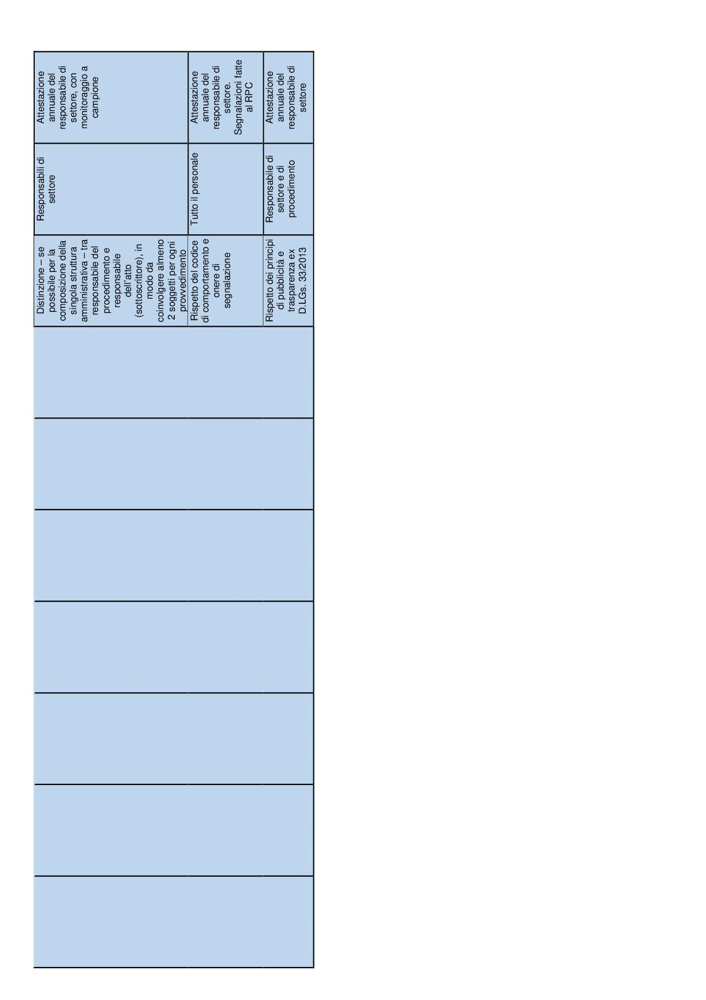 Distinzione – se
possibile per la
composizione della
singola struttura
amministrativa – tra
responsabile del
procedimento e
responsabile
dell'atto
(sottoscrittore), in
modo da
coinvolgere almeno
2 soggetti per ogni
provvedimento
Responsabili di
settore
Attestazione
annuale del
responsabile di
settore, con
monitoraggio a
campione
Rispetto del codice
di comportamento e
onere di
segnalazione
Tutto il personale
Attestazione
annuale del
responsabile di
settore.
Segnalazioni fatte
al RPC
Rispetto dei principi
di pubblicità e
trasparenza ex
D.LGs. 33/2013
Responsabile di
settore e di
procedimento
Attestazione
annuale del
responsabile di
settore